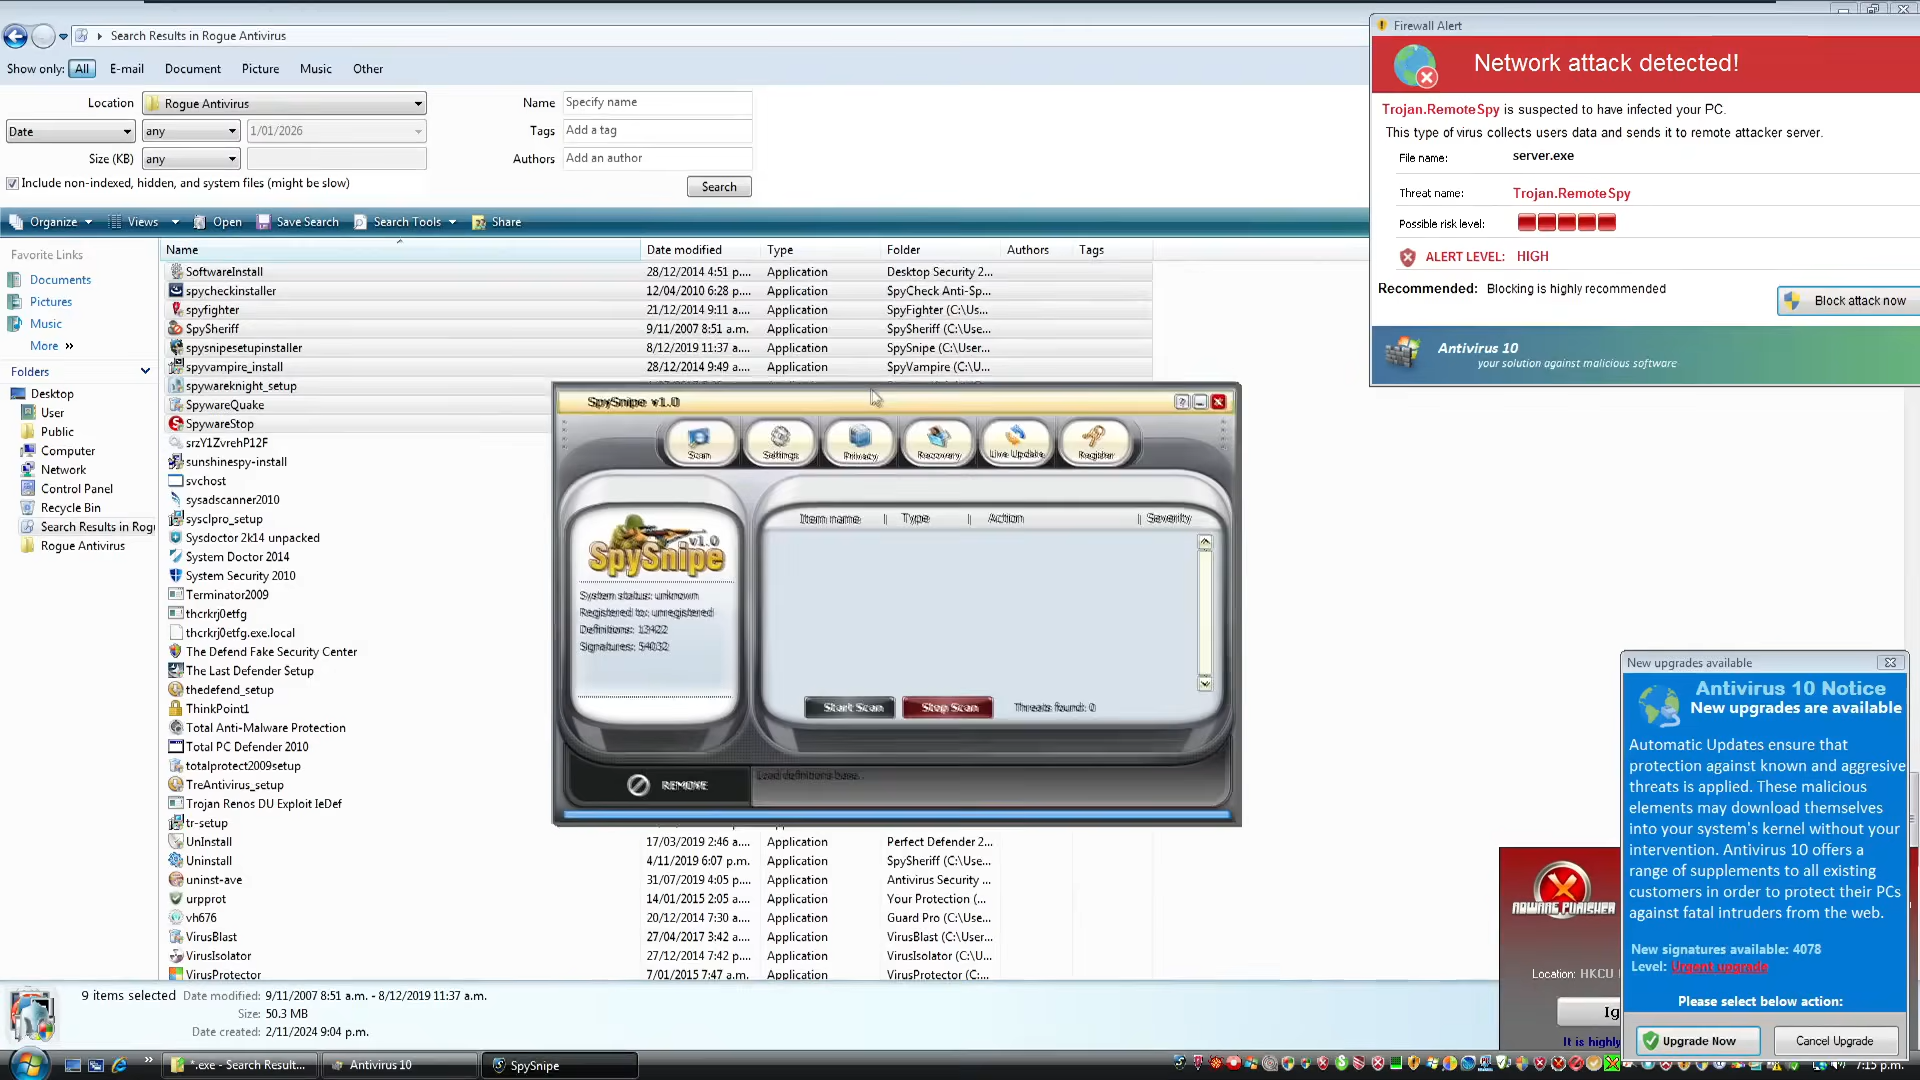 Search Results in Rogue Antivirus
Show only: All E-mail Document Picture Music Other
Location Rogue Antivirus Name Specify name
Date any 1/01/2026 Tags Add a tag
Size (KB) any Authors Add an author
Include non-indexed, hidden, and system files (might be slow)
Search
Organize Views Open Save Search Search Tools Share
Favorite Links
Documents
Pictures
Music
More »
Folders
Desktop
User
Public
Computer
Network
Control Panel
Recycle Bin
Search Results in Rog
Rogue Antivirus
Name Date modified Type Folder Authors Tags
SoftwareInstall 28/12/2014 4:51 p.... Application Desktop Security 2...
spycheckinstaller 12/04/2010 6:28 p.... Application SpyCheck Anti-Sp...
spyfighter 21/12/2014 9:11 a.... Application SpyFighter (C:\Us...
SpySheriff 9/11/2007 8:51 a.m. Application SpySheriff (C:\User...
spysnipesetupinstaller 8/12/2019 11:37 a.... Application SpySnipe (C:\User...
spyvampire_install 28/12/2014 9:49 a.... Application SpyVampire (C:\U...
spywareknight_setup
SpywareQuake
SpywareStop
srzY1ZvrehP12F
sunshinespy-install
svchost
sysadscanner2010
sysclpro_setup
Sysdoctor 2k14 unpacked
System Doctor 2014
System Security 2010
Terminator2009
thcrkrj0etfg
thcrkrj0etfg.exe.local
The Defend Fake Security Center
The Last Defender Setup
thedefend_setup
ThinkPoint1
Total Anti-Malware Protection
Total PC Defender 2010
totalprotect2009setup
TreAntivirus_setup
Trojan Renos DU Exploit IeDef
tr-setup
UnInstall 17/03/2019 2:46 a.... Application Perfect Defender 2...
Uninstall 4/11/2019 6:07 p.m. Application SpySheriff (C:\Use...
uninst-ave 31/07/2019 4:05 p.... Application Antivirus Security ...
urpprot 14/01/2015 2:05 a.... Application Your Protection (...
vh676 20/12/2014 7:30 a.... Application Guard Pro (C:\Use...
VirusBlast 27/04/2017 3:42 a.... Application VirusBlast (C:\User...
VirusIsolator 27/12/2014 7:42 p.... Application VirusIsolator (C:\U...
VirusProtector 7/01/2015 7:47 a.m. Application VirusProtector (C:\...
SpySnipe v1.0
Scan Settings Privacy Recovery Live Update Register
v1.0
SpySnipe
System status: unknown
Registered to: unregistered
Definitions: 13422
Signatures: 54032
Item name | Type | Action | Severity
Start Scan Stop Scan Threats found: 0
REMOVE
Load definitions base..
Firewall Alert
Network attack detected!
Trojan.RemoteSpy is suspected to have infected your PC.
This type of virus collects users data and sends it to remote attacker server.
File name: server.exe
Threat name: Trojan.RemoteSpy
Possible risk level:
ALERT LEVEL: HIGH
Recommended: Blocking is highly recommended
Block attack now
Antivirus 10
your solution against malicious software
New upgrades available
Antivirus 10 Notice
New upgrades are available
Automatic Updates ensure that
protection against known and aggresive
threats is applied. These malicious
elements may download themselves
into your system's kernel without your
intervention. Antivirus 10 offers a
range of supplements to all existing
customers in order to protect their PCs
against fatal intruders from the web.
New signatures available: 4078
Level: Urgent upgrade
Please select below action:
Upgrade Now Cancel Upgrade
PUNISHER
Location: HKCU
Ig
It is highly
9 items selected Date modified: 9/11/2007 8:51 a.m. - 8/12/2019 11:37 a.m.
Size: 50.3 MB
Date created: 2/11/2024 9:04 p.m.
» *.exe - Search Result... Antivirus 10 SpySnipe 7:15 p.m.